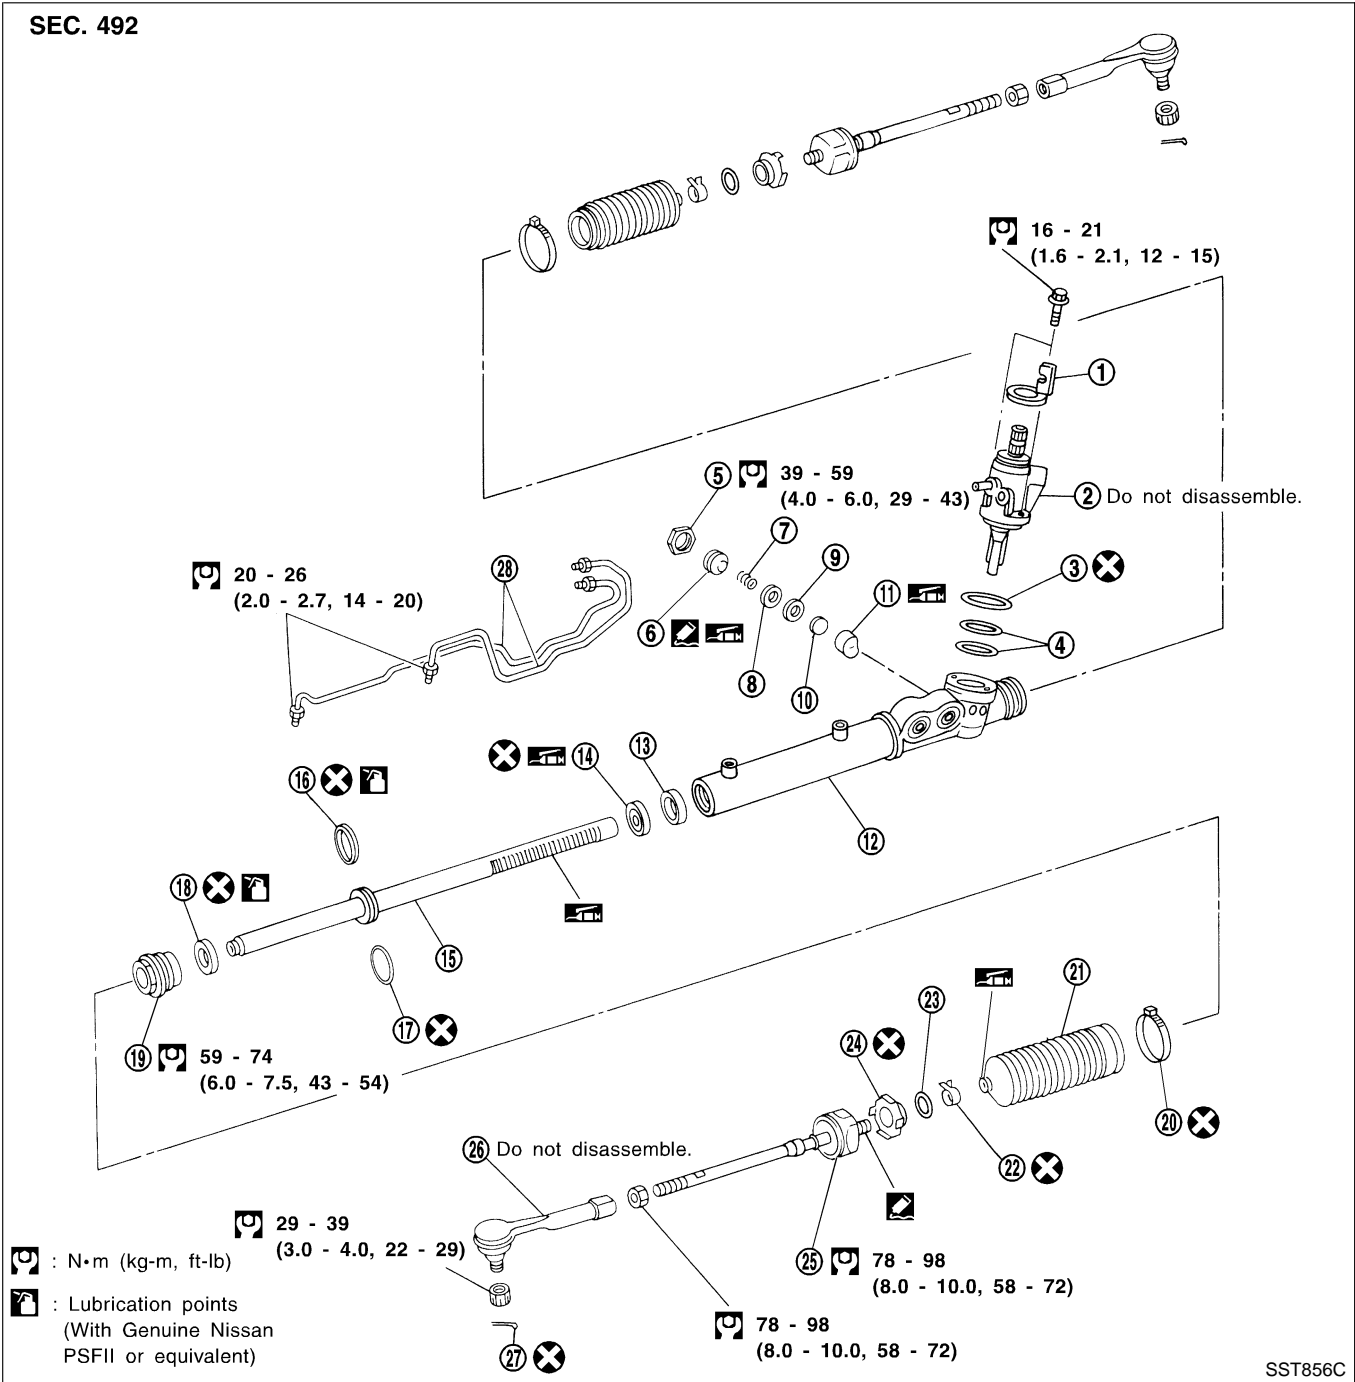 SEC. 492
16 - 21
(1.6 - 2.1, 12 - 15)
1
5
39 - 59
(4.0 - 6.0, 29 - 43)
2 Do not disassemble.
7
28
9
3
20 - 26
(2.0 - 2.7, 14 - 20)
11
6
4
8
10
13
14
16
12
18
15
21
23
17
24
19
59 - 74
(6.0 - 7.5, 43 - 54)
20
26 Do not disassemble.
22
29 - 39
(3.0 - 4.0, 22 - 29)
25
78 - 98
(8.0 - 10.0, 58 - 72)
: N•m (kg-m, ft-lb)
: Lubrication points
(With Genuine Nissan
PSFII or equivalent)
78 - 98
(8.0 - 10.0, 58 - 72)
27
SST856C